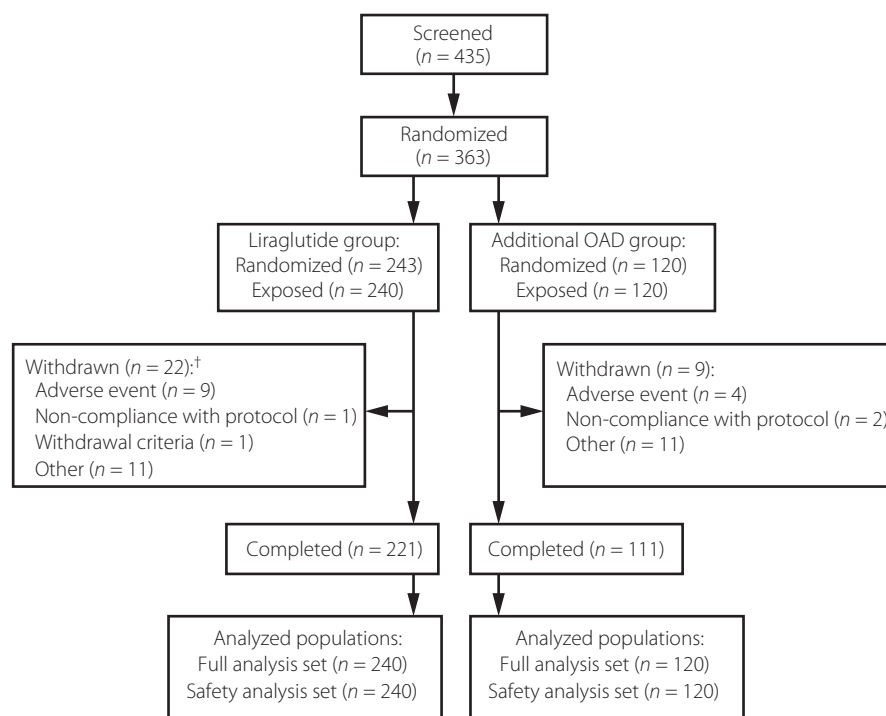 Screened
(n = 435)
Randomized
(n = 363)
Liraglutide group:
Randomized (n = 243)
Exposed (n = 240)
Additional OAD group:
Randomized (n = 120)
Exposed (n = 120)
Withdrawn (n = 22):†
Adverse event (n = 9)
Non-compliance with protocol (n = 1)
Withdrawal criteria (n = 1)
Other (n = 11)
Withdrawn (n = 9):
Adverse event (n = 4)
Non-compliance with protocol (n = 2)
Other (n = 11)
Completed (n = 221)
Completed (n = 111)
Analyzed populations:
Full analysis set (n = 240)
Safety analysis set (n = 240)
Analyzed populations:
Full analysis set (n = 120)
Safety analysis set (n = 120)